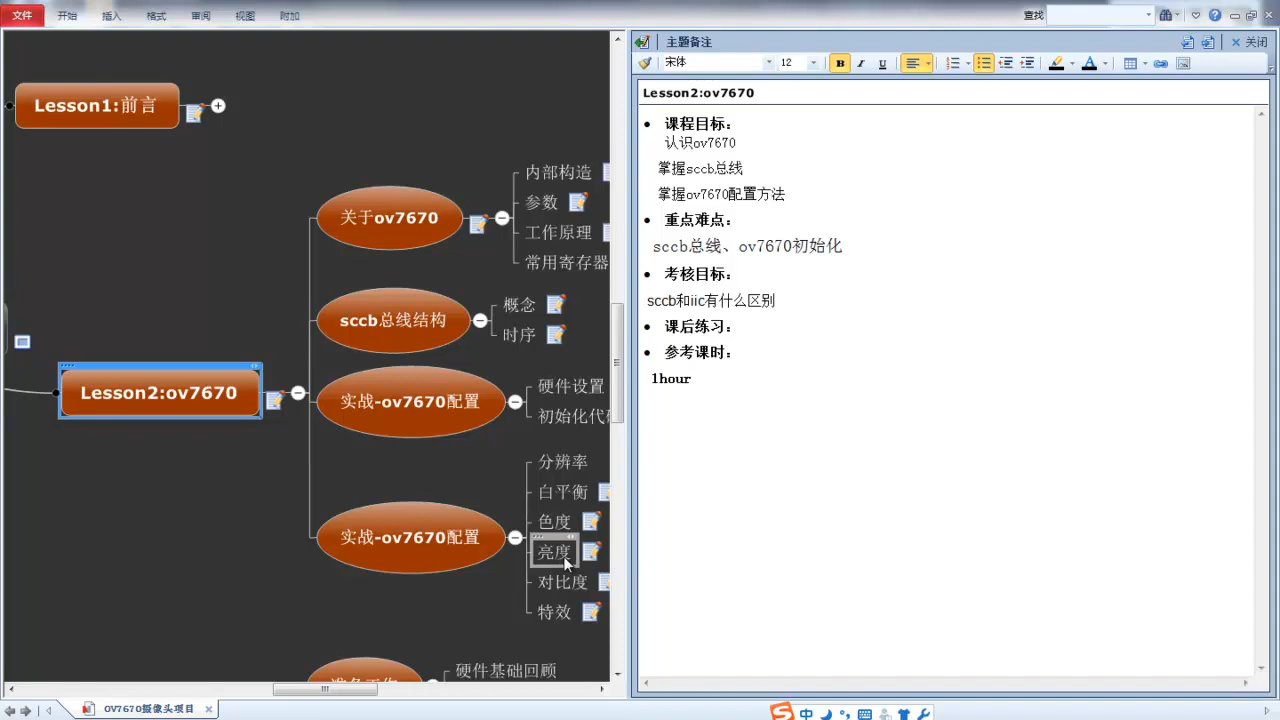 文件 开始 插入 格式 审阅 视图 附加 查找
主题备注 关闭
宋体 12 B I U
Lesson1:前言
Lesson2:ov7670
关于ov7670
内部构造
参数
工作原理
常用寄存器
sccb总线结构
概念
时序
实战-ov7670配置
硬件设置
初始化代
实战-ov7670配置
分辨率
白平衡
色度
亮度
对比度
特效
硬件基础回顾
准备工作
Lesson2:ov7670
课程目标：
认识ov7670
掌握sccb总线
掌握ov7670配置方法
重点难点：
sccb总线、ov7670初始化
考核目标：
sccb和iic有什么区别
课后练习：
参考课时：
1hour
OV7670摄像头项目
中